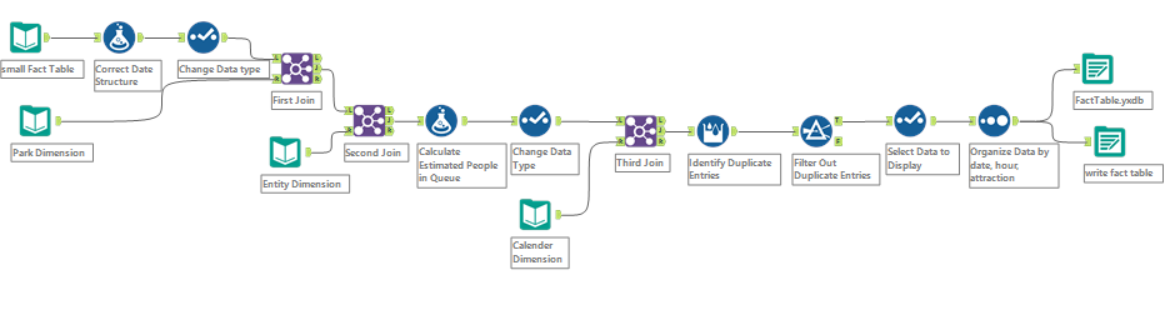 small Fact Table
Correct Date
Structure
Change Data type
First Join
Park Dimension
Entity Dimension
Second Join
Calculate
Estimated People
in Queue
Change Data
Type
Calender
Dimension
Third Join
Identify Duplicate
Entries
Filter Out
Duplicate Entries
Select Data to
Display
Organize Data by
date, hour,
attraction
FactTable.yxdb
write fact table